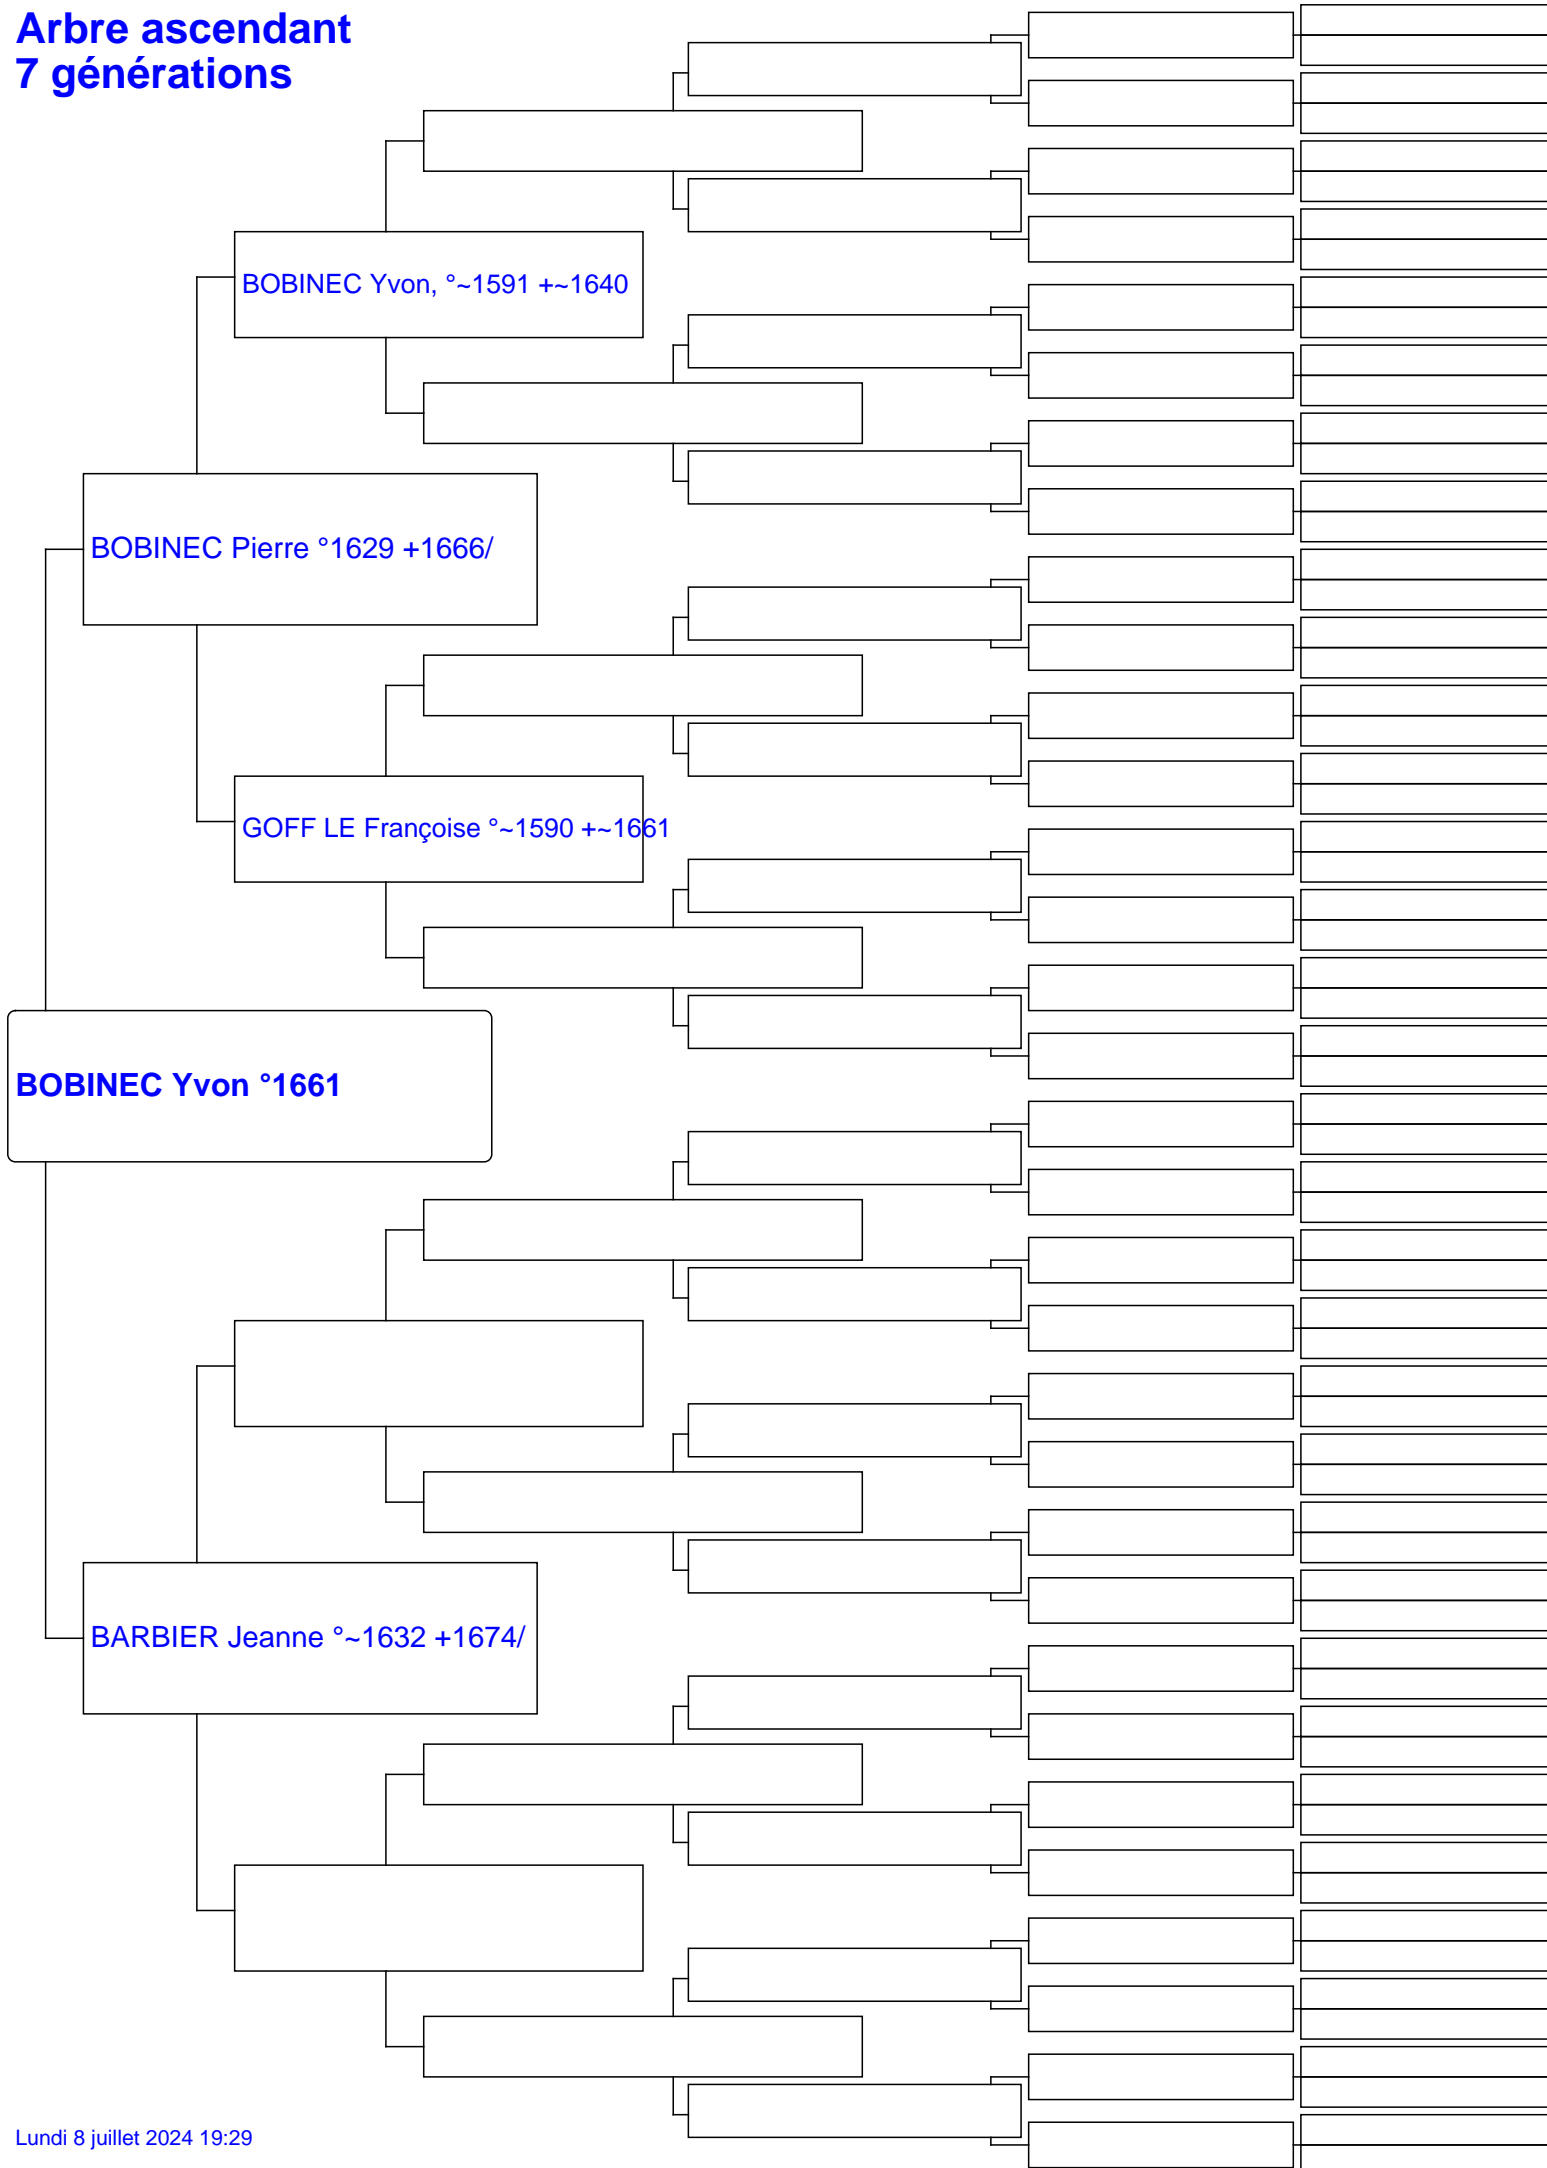 Arbre ascendant
7 générations
BOBINEC Yvon, °~1591 +~1640
BOBINEC Pierre °1629 +1666/
GOFF LE Françoise °~1590 +~1661
BOBINEC Yvon °1661
BARBIER Jeanne °~1632 +1674/
Lundi 8 juillet 2024 19:29